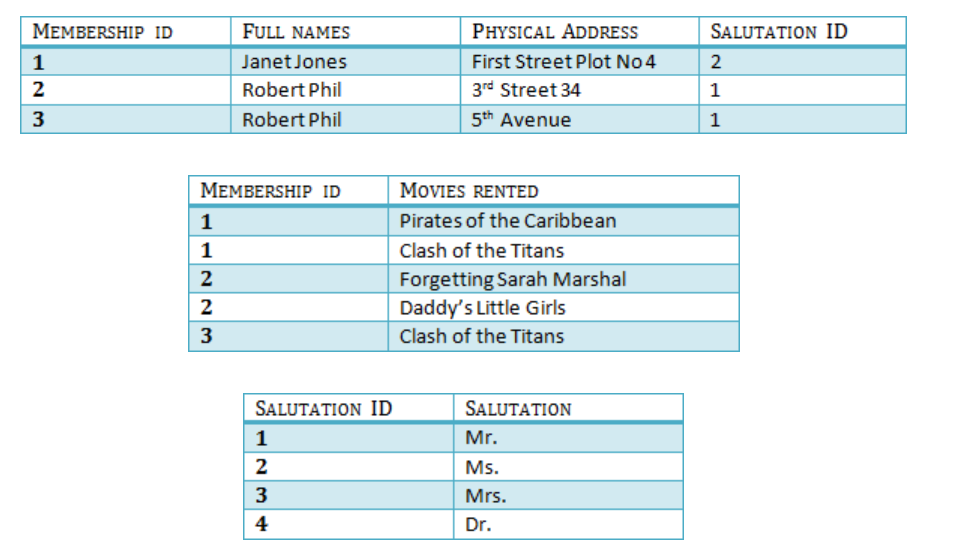 MEMBERSHIP ID FULL NAMES PHYSICAL ADDRESS SALUTATION ID
1 Janet Jones First Street Plot No 4 2
2 Robert Phil 3rd Street 34 1
3 Robert Phil 5th Avenue 1
MEMBERSHIP ID MOVIES RENTED
1 Pirates of the Caribbean
1 Clash of the Titans
2 Forgetting Sarah Marshal
2 Daddy's Little Girls
3 Clash of the Titans
SALUTATION ID SALUTATION
1 Mr.
2 Ms.
3 Mrs.
4 Dr.